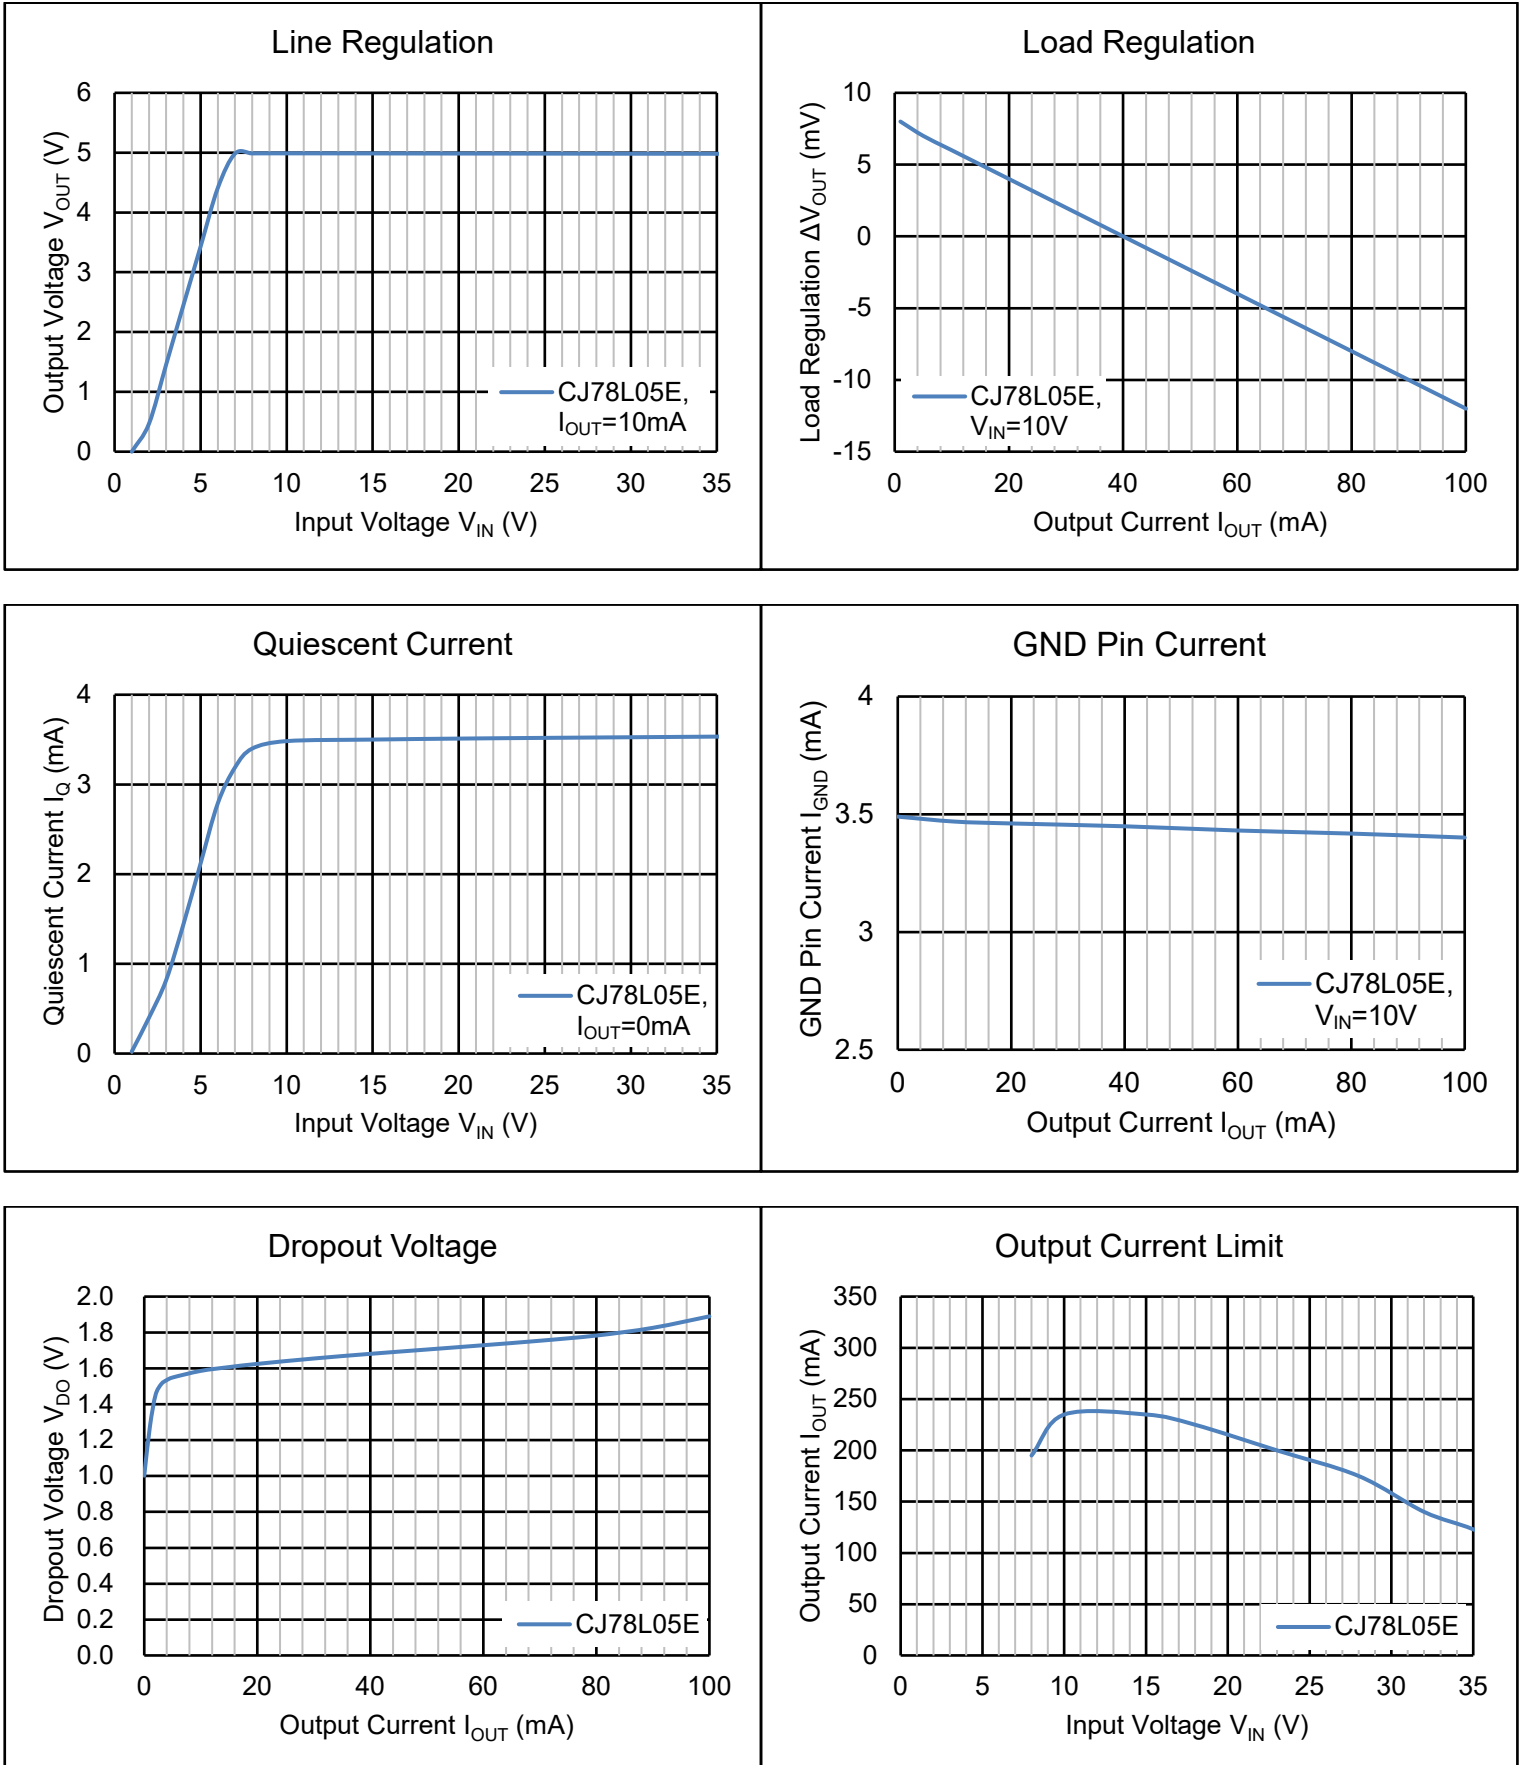 Line Regulation
Output Voltage VOUT (V)
6
5
4
3
2
1
0
0 5 10 15 20 25 30 35
Input Voltage VIN (V)
CJ78L05E,
IOUT=10mA
Load Regulation
Load Regulation ΔVOUT (mV)
10
5
0
-5
-10
-15
0 20 40 60 80 100
Output Current IOUT (mA)
CJ78L05E,
VIN=10V
Quiescent Current
Quiescent Current IQ (mA)
4
3
2
1
0
0 5 10 15 20 25 30 35
Input Voltage VIN (V)
CJ78L05E,
IOUT=0mA
GND Pin Current
GND Pin Current IGND (mA)
4
3.5
3
2.5
0 20 40 60 80 100
Output Current IOUT (mA)
CJ78L05E,
VIN=10V
Dropout Voltage
Dropout Voltage VDO (V)
2.0
1.8
1.6
1.4
1.2
1.0
0.8
0.6
0.4
0.2
0.0
0 20 40 60 80 100
Output Current IOUT (mA)
CJ78L05E
Output Current Limit
Output Current IOUT (mA)
350
300
250
200
150
100
50
0
0 5 10 15 20 25 30 35
Input Voltage VIN (V)
CJ78L05E